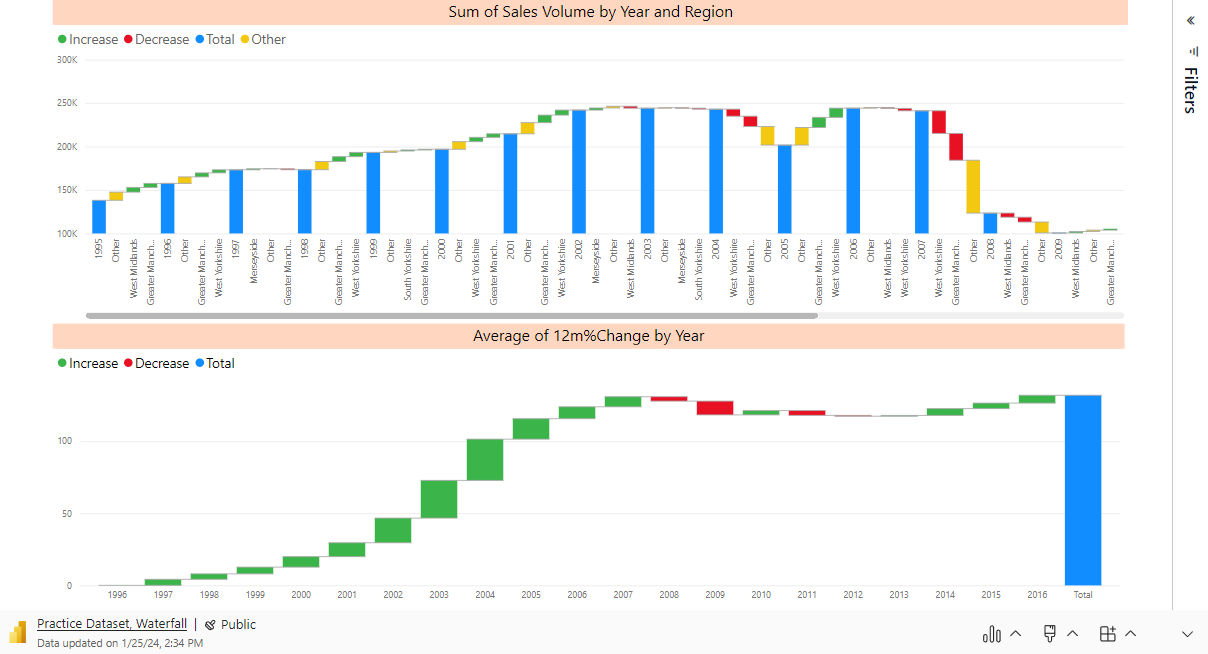 Sum of Sales Volume by Year and Region
Increase Decrease Total Other
300K
250K
200K
150K
100K
1995 Other West Midlands Greater Manch... 1996 Other Greater Manch... West Yorkshire 1997 Merseyside Other Greater Manch... 1998 Other Greater Manch... West Yorkshire 1999 Other South Yorkshire Greater Manch... 2000 Other West Yorkshire Greater Manch... 2001 Other Greater Manch... West Yorkshire 2002 Merseyside Other West Midlands 2003 Other Merseyside South Yorkshire 2004 West Yorkshire Greater Manch... Other 2005 Other Greater Manch... West Yorkshire 2006 Other West Midlands West Yorkshire 2007 West Yorkshire Greater Manch... Other 2008 West Midlands Greater Manch... Other 2009 West Midlands Other Greater Manch...
Average of 12m%Change by Year
Increase Decrease Total
100
50
0
1996 1997 1998 1999 2000 2001 2002 2003 2004 2005 2006 2007 2008 2009 2010 2011 2012 2013 2014 2015 2016 Total
Filters
Practice Dataset, Waterfall | Public
Data updated on 1/25/24, 2:34 PM